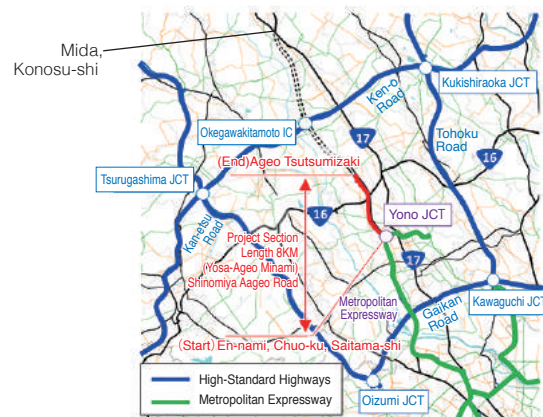 Mida,
Konosu-shi
Kukishiraoka JCT
Ken-o
Road
Okegawakitamoto IC
17
Tohoku
Road
16
(End)Ageo Tsutsumizaki
Tsurugashima JCT
16
Yono JCT
Kan-etsu
Road
Project Section
Length 8KM
(Yosa-Ageo Minami)
Shinomiya Aageo Road
17
Metropolitan
Expressway
Gaikan
Road
Kawaguchi JCT
(Start) En-nami, Chuo-ku, Saitama-shi
Oizumi JCT
High-Standard Highways
Metropolitan Expressway